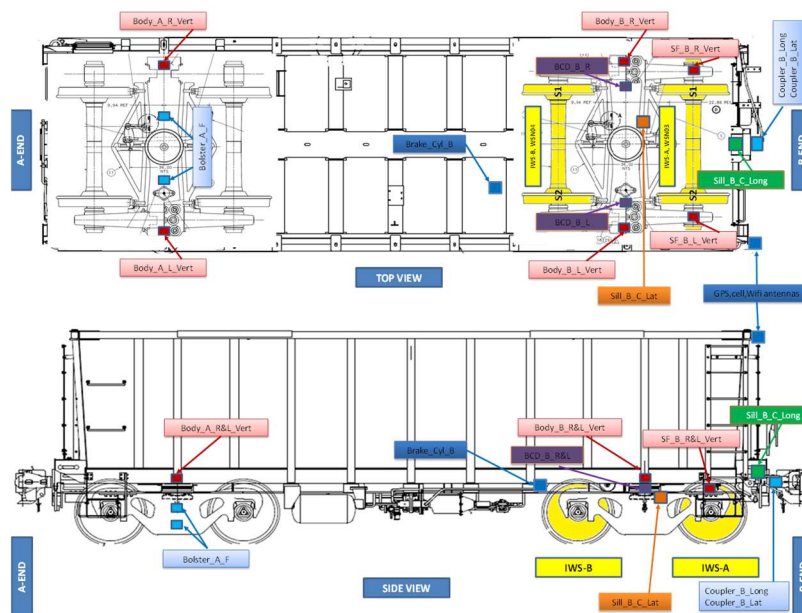 Body_A_R_Vert
Body_B_R_Vert
SF_B_R_Vert
Coupler_B_Long
Coupler_B_Lat
BCD_B_R
S1
S1
A-END
Bolster_A_F
Brake_Cyl_B
IWS-B, WSN04
IWS-A, WSN03
Sill_B_C_Long
S2
S2
BCD_B_L
SF_B_L_Vert
Body_A_L_Vert
Body_B_L_Vert
TOP VIEW
Sill_B_C_Lat
GPS,cell,Wifi antennas
Body_A_R&L_Vert
Body_B_R&L_Vert
Sill_B_C_Long
SF_B_R&L_Vert
Brake_Cyl_B
BCD_B_R&L
A-END
Bolster_A_F
IWS-B
IWS-A
SIDE VIEW
Sill_B_C_Lat
Coupler_B_Long
Coupler_B_Lat